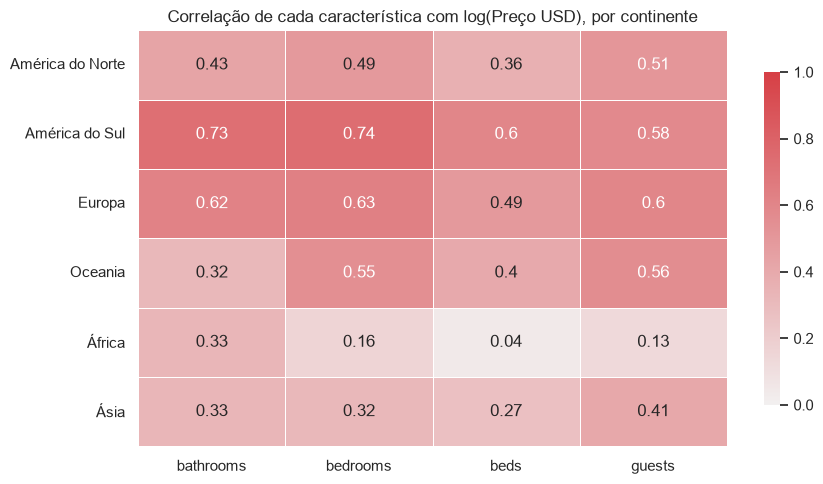 Correlação de cada característica com log(Preço USD), por continente
América do Norte 0.43 0.49 0.36 0.51
América do Sul 0.73 0.74 0.6 0.58
Europa 0.62 0.63 0.49 0.6
Oceania 0.32 0.55 0.4 0.56
África 0.33 0.16 0.04 0.13
Ásia 0.33 0.32 0.27 0.41
bathrooms bedrooms beds guests
1.0
0.8
0.6
0.4
0.2
0.0